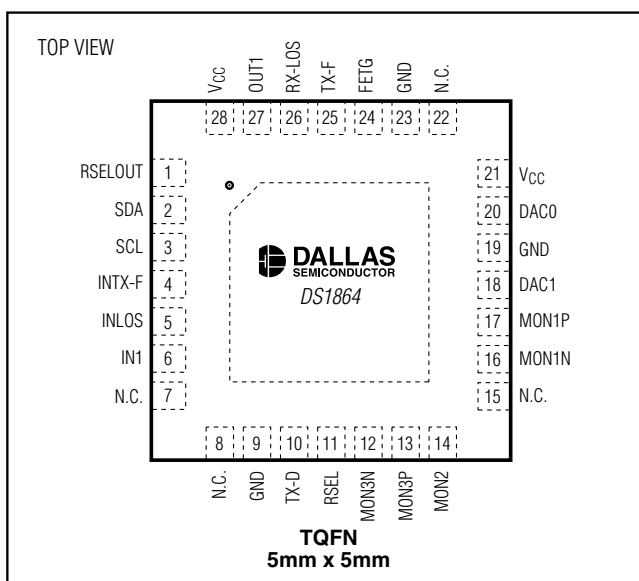 TOP VIEW
VCC
OUT1
RX-LOS
TX-F
FETG
GND
N.C.
28 27 26 25 24 23 22
RSELOUT 1
SDA 2
SCL 3
INTX-F 4
INLOS 5
IN1 6
N.C. 7
DALLAS
SEMICONDUCTOR
DS1864
21 VCC
20 DAC0
19 GND
18 DAC1
17 MON1P
16 MON1N
15 N.C.
8 9 10 11 12 13 14
N.C.
GND
TX-D
RSEL
MON3N
MON3P
MON2
TQFN
5mm x 5mm